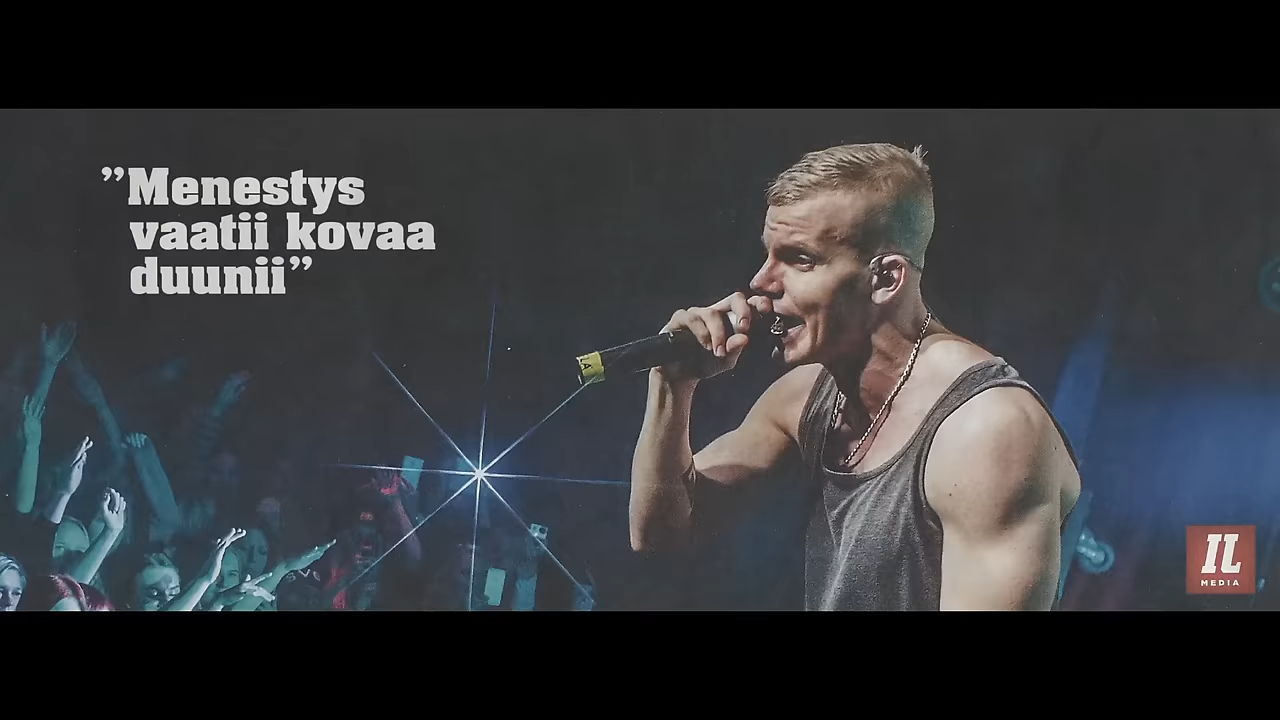 ”Menestys
vaatii kovaa
duunii”
IL
MEDIA